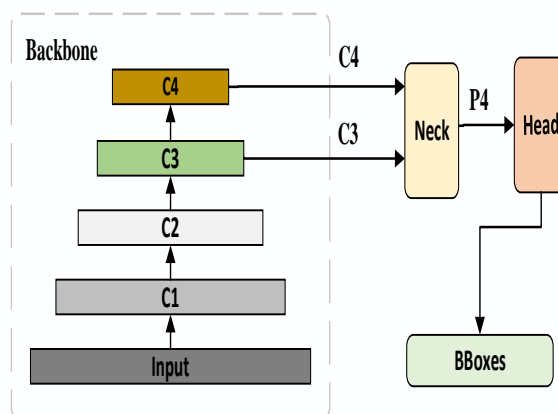 Backbone
C4
C3
C2
C1
Input
C4
C3
Neck
P4
Head
BBoxes